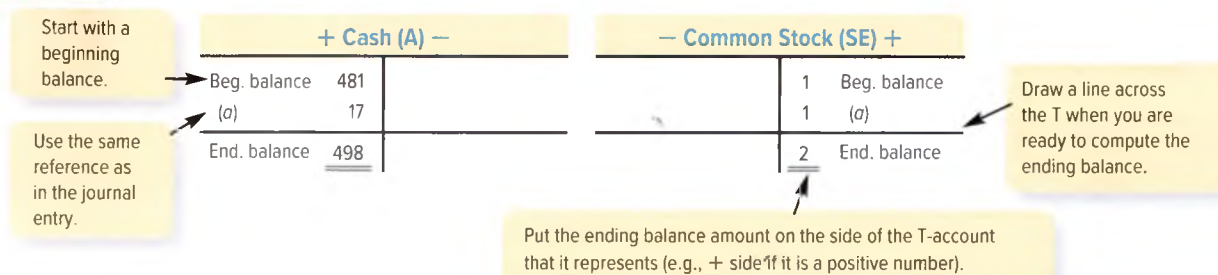 Start with a
beginning
balance.
Use the same
reference as
in the journal
entry.
+ Cash (A) −
Beg. balance 481
(a) 17
End. balance 498
− Common Stock (SE) +
1 Beg. balance
1 (a)
2 End. balance
Draw a line across
the T when you are
ready to compute the
ending balance.
Put the ending balance amount on the side of the T-account
that it represents (e.g., + side if it is a positive number).